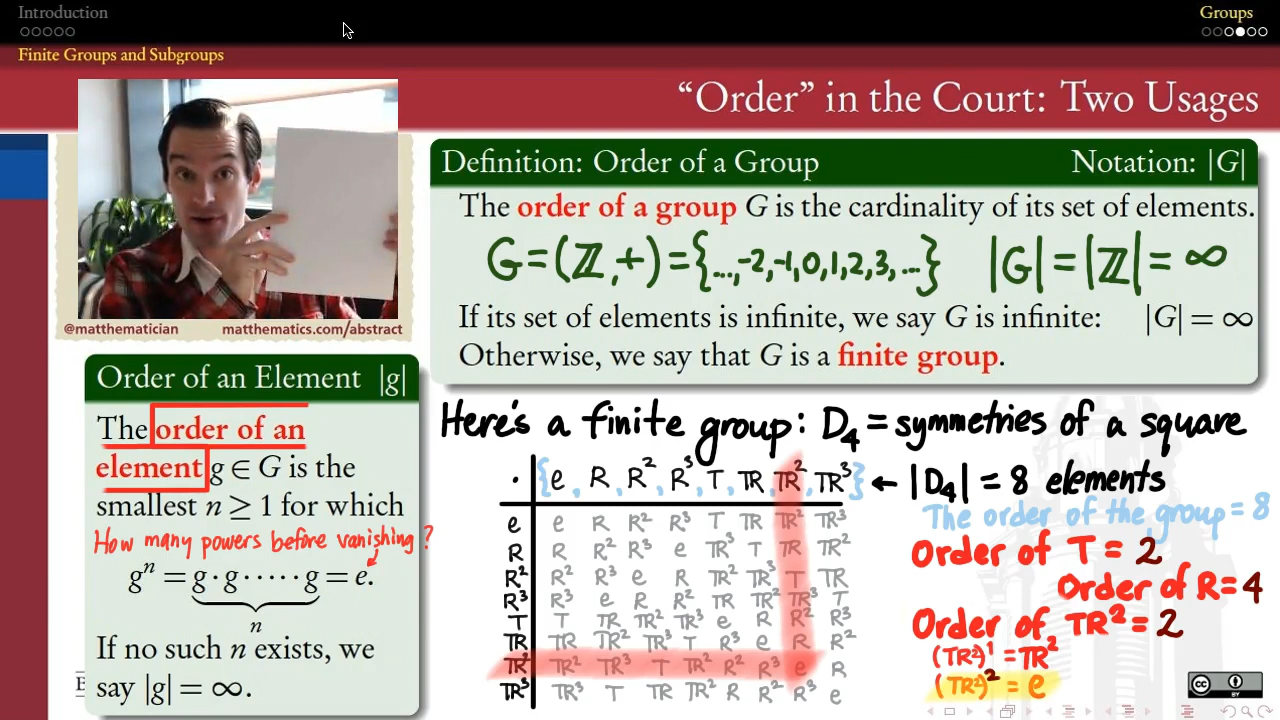 Introduction
Groups
Finite Groups and Subgroups
“Order” in the Court: Two Usages
@matthematician matthematics.com/abstract
Definition: Order of a Group Notation: |G|
The order of a group G is the cardinality of its set of elements.
G=(ℤ,+)={...,-2,-1,0,1,2,3,...} |G|=|ℤ|=∞
If its set of elements is infinite, we say G is infinite: |G| = ∞
Otherwise, we say that G is a finite group.
Order of an Element |g|
The order of an
element g ∈ G is the
smallest n ≥ 1 for which
How many powers before vanishing?
gⁿ = g · g · · · · · g = e.
n
If no such n exists, we
say |g| = ∞.
Here's a finite group: D₄ = symmetries of a square
· {e, R, R², R³, T, TR, TR², TR³} ← |D₄| = 8 elements
The order of the group = 8
e e R R² R³ T TR TR² TR³
R R R² R³ e TR³ T TR TR²
R² R² R³ e R TR² TR³ T TR
R³ R³ e R R² TR TR² TR³ T
T T TR TR² TR³ e R R² R³
TR TR TR² TR³ T R³ e R R²
TR² TR² TR³ T TR² R² R³ e R
TR³ TR³ T TR TR² R R² R³ e
Order of T = 2
Order of R=4
Order of TR² = 2
(TR²)¹ = TR²
(TR²)² = e